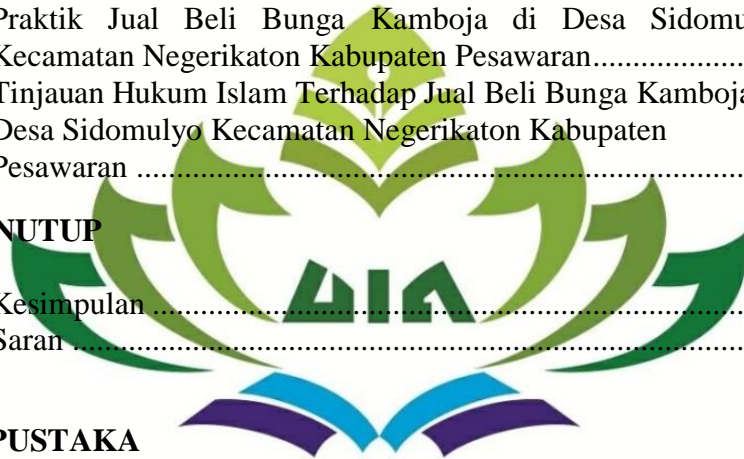 Praktik Jual Beli Bunga Kamboja di Desa Sidomu
Kecamatan Negerikaton Kabupaten Pesawaran....................
Tinjauan Hukum Islam Terhadap Jual Beli Bunga Kamboja
Desa Sidomulyo Kecamatan Negerikaton Kabupaten
Pesawaran ................................................................................
NUTUP
Kesimpulan ...........................................................................
UIN
Saran ......................................................................................
PUSTAKA